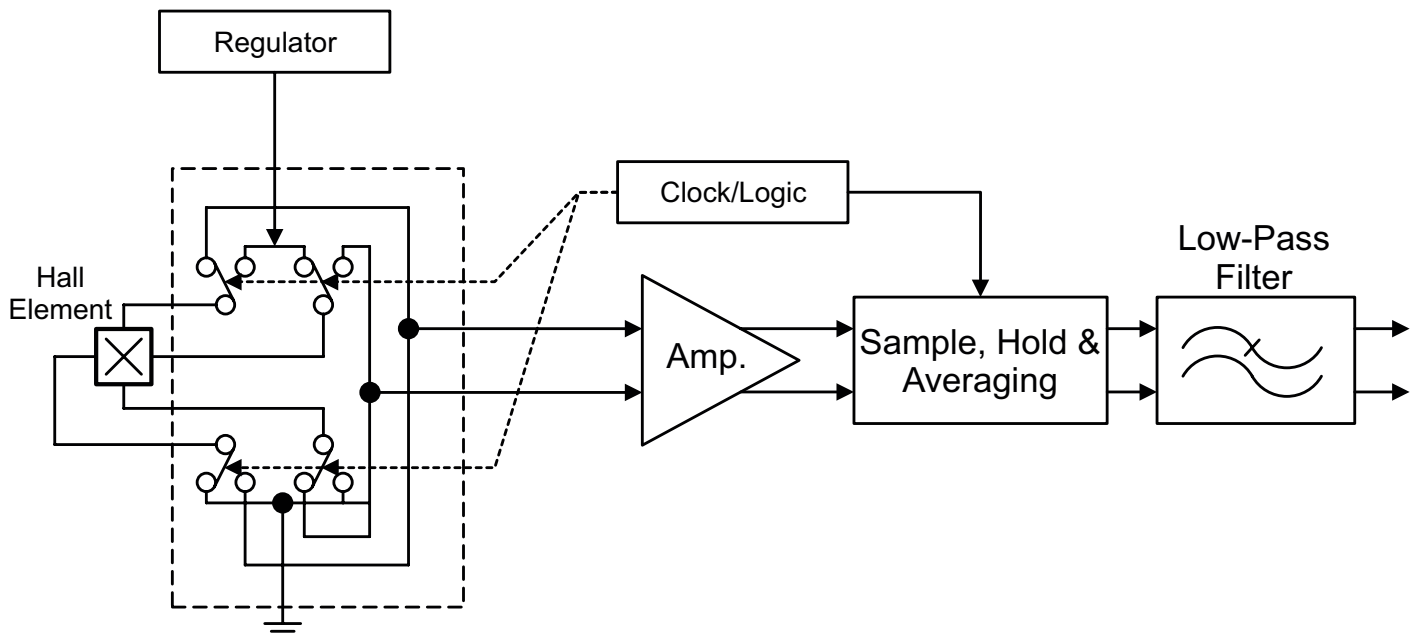 Regulator
Clock/Logic
Low-Pass
Filter
Hall
Element
Amp.
Sample, Hold &
Averaging